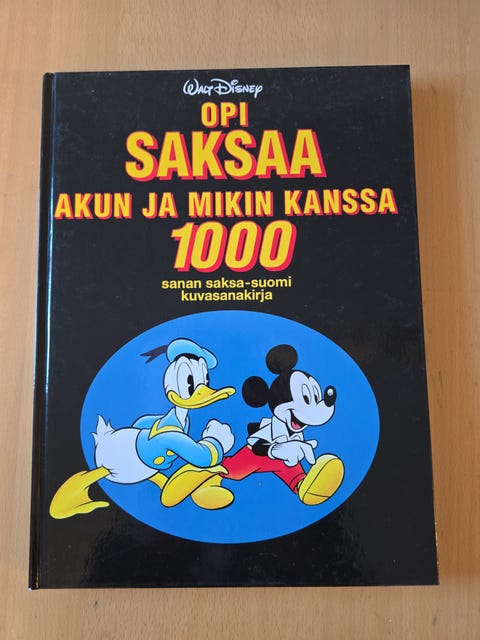 Walt Disney
OPI
SAKSAA
AKUN JA MIKIN KANSSA
1000
sanan saksa-suomi
kuvasanakirja